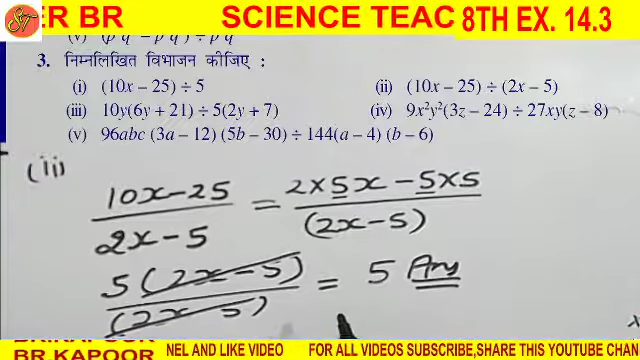 ER BR SCIENCE TEAC 8TH EX. 14.3
ST
3. निम्नलिखित विभाजन कीजिए :
(i) (10x – 25) ÷ 5 (ii) (10x – 25) ÷ (2x – 5)
(iii) 10y(6y + 21) ÷ 5(2y + 7) (iv) 9x²y²(3z – 24) ÷ 27xy(z – 8)
(v) 96abc (3a – 12) (5b – 30) ÷ 144(a – 4) (b – 6)
(ii)
10x-25 = 2×5x-5×5
2x-5 (2x-5)
5(2x-5) = 5 Ans
(2x-5)
BR KAPOOR NEL AND LIKE VIDEO FOR ALL VIDEOS SUBSCRIBE,SHARE THIS YOUTUBE CHAN